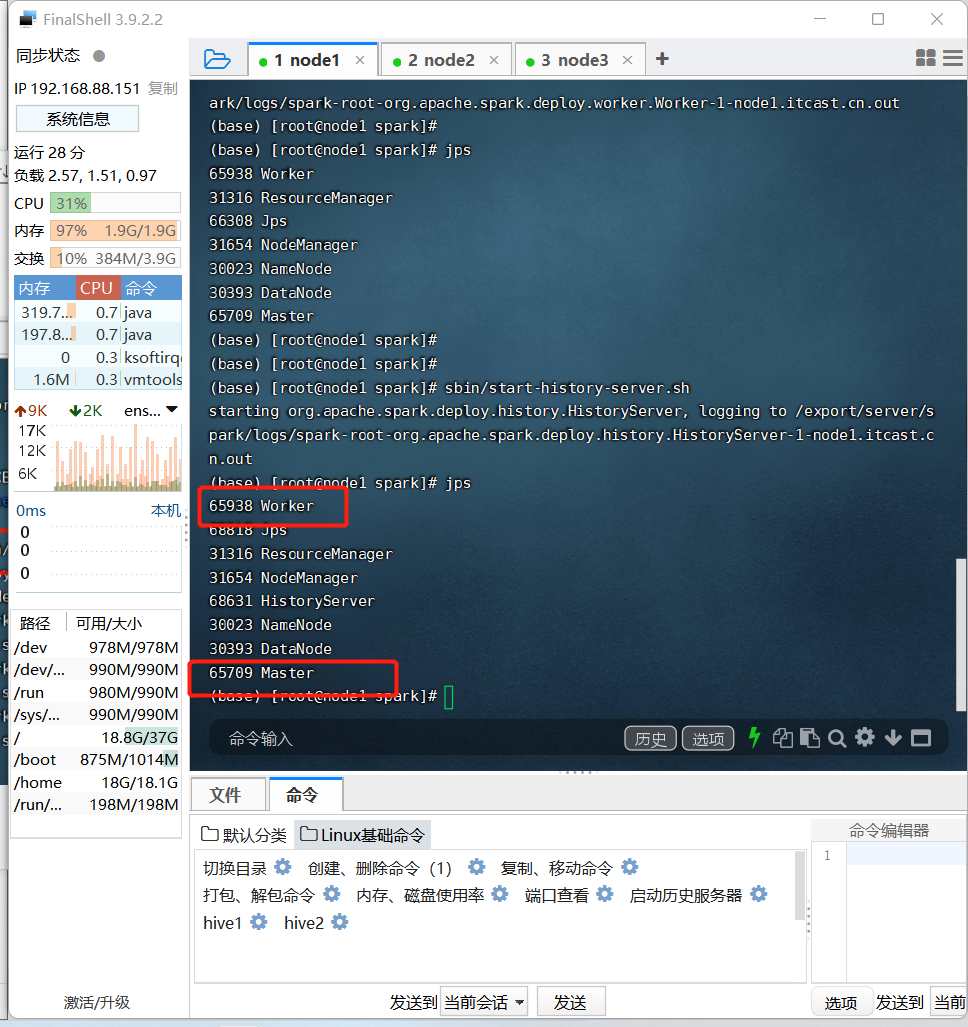 FinalShell 3.9.2.2
同步状态
IP 192.168.88.151 复制
系统信息
运行 28 分
负载 2.57, 1.51, 0.97
CPU 31%
内存 97% 1.9G/1.9G
交换 10% 384M/3.9G
内存 CPU 命令
319.7... 0.7 java
197.8... 0.7 java
0 0.3 ksoftirq
1.6M 0.3 vmtools
9K 2K ens...
17K
12K
6K
0ms 本机
0
0
0
路径 可用/大小
/dev 978M/978M
/dev/... 990M/990M
/run 980M/990M
/sys/... 990M/990M
/ 18.8G/37G
/boot 875M/1014M
/home 18G/18.1G
/run/... 198M/198M
激活/升级
1 node1
2 node2
3 node3
ark/logs/spark-root-org.apache.spark.deploy.worker.Worker-1-node1.itcast.cn.out
(base) [root@node1 spark]#
(base) [root@node1 spark]# jps
65938 Worker
31316 ResourceManager
66308 Jps
31654 NodeManager
30023 NameNode
30393 DataNode
65709 Master
(base) [root@node1 spark]#
(base) [root@node1 spark]#
(base) [root@node1 spark]# sbin/start-history-server.sh
starting org.apache.spark.deploy.history.HistoryServer, logging to /export/server/s
park/logs/spark-root-org.apache.spark.deploy.history.HistoryServer-1-node1.itcast.c
n.out
(base) [root@node1 spark]# jps
65938 Worker
68818 Jps
31316 ResourceManager
31654 NodeManager
68631 HistoryServer
30023 NameNode
30393 DataNode
65709 Master
(base) [root@node1 spark]#
命令输入
历史 选项
文件 命令
默认分类 Linux基础命令
切换目录 创建、删除命令（1） 复制、移动命令
打包、解包命令 内存、磁盘使用率 端口查看 启动历史服务器
hive1 hive2
命令编辑器
1
发送到 当前会话 发送
选项 发送到 当前